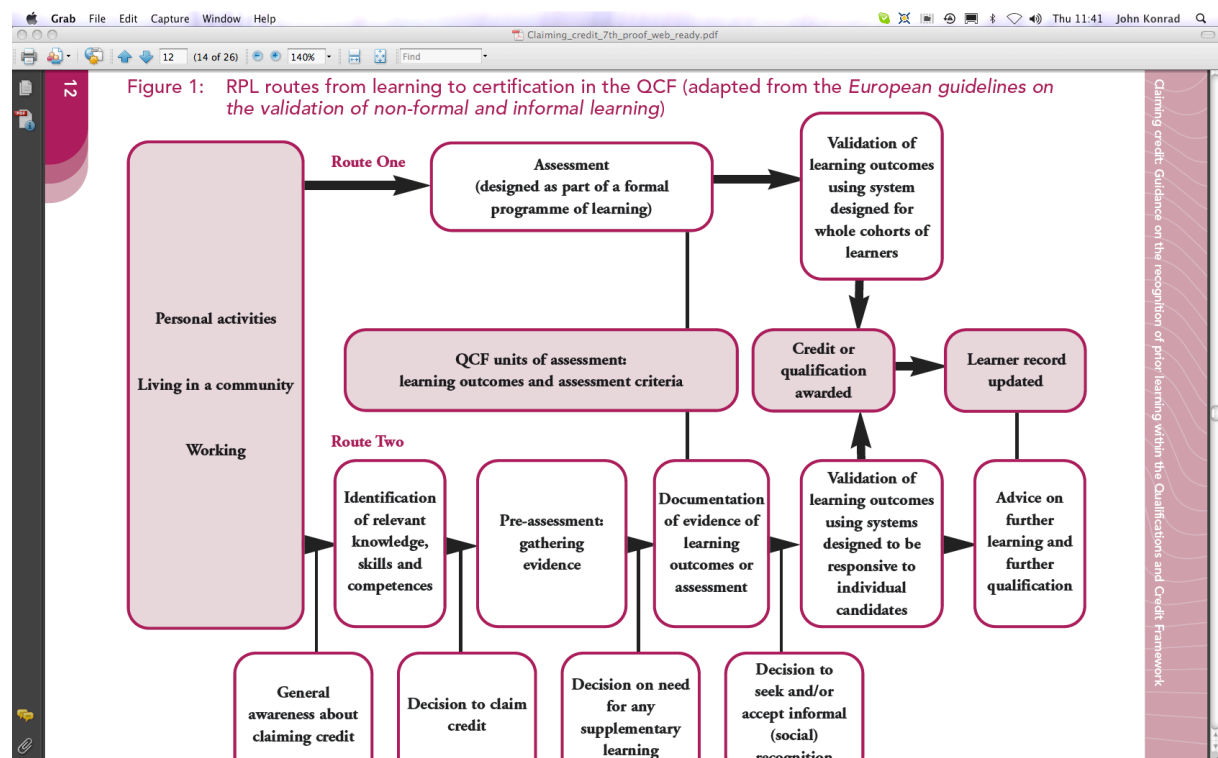 Grab File Edit Capture Window Help
Thu 11:41 John Konrad
Claiming_credit_7th_proof_web_ready.pdf
12 (14 of 26) 140% Find
12
Figure 1: RPL routes from learning to certification in the QCF (adapted from the European guidelines on
the validation of non-formal and informal learning)
Personal activities
Living in a community
Working
Route One
Assessment
(designed as part of a formal
programme of learning)
Validation of
learning outcomes
using system
designed for
whole cohorts of
learners
QCF units of assessment:
learning outcomes and assessment criteria
Credit or
qualification
awarded
Learner record
updated
Route Two
Identification
of relevant
knowledge,
skills and
competences
Pre-assessment:
gathering
evidence
Documentation
of evidence of
learning
outcomes or
assessment
Validation of
learning outcomes
using systems
designed to be
responsive to
individual
candidates
Advice on
further
learning and
further
qualification
General
awareness about
claiming credit
Decision to claim
credit
Decision on need
for any
supplementary
learning
Decision to
seek and/or
accept informal
(social)
recognition
Claiming credit: Guidance on the recognition of prior learning within the Qualifications and Credit Framework